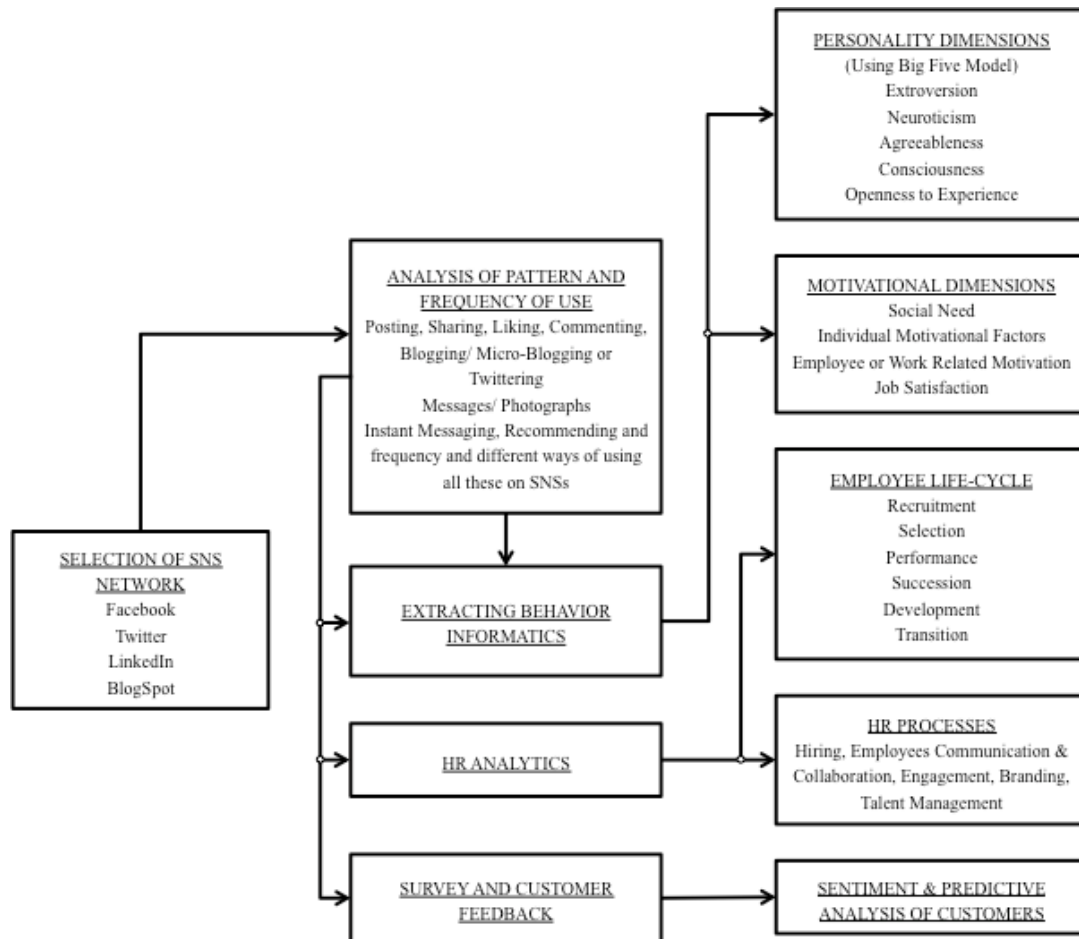 SELECTION OF SNS
NETWORK
Facebook
Twitter
LinkedIn
BlogSpot
ANALYSIS OF PATTERN AND
FREQUENCY OF USE
Posting, Sharing, Liking, Commenting,
Blogging/ Micro-Blogging or
Twittering
Messages/ Photographs
Instant Messaging, Recommending and
frequency and different ways of using
all these on SNSs
EXTRACTING BEHAVIOR
INFORMATICS
HR ANALYTICS
SURVEY AND CUSTOMER
FEEDBACK
PERSONALITY DIMENSIONS
(Using Big Five Model)
Extroversion
Neuroticism
Agreeableness
Consciousness
Openness to Experience
MOTIVATIONAL DIMENSIONS
Social Need
Individual Motivational Factors
Employee or Work Related Motivation
Job Satisfaction
EMPLOYEE LIFE-CYCLE
Recruitment
Selection
Performance
Succession
Development
Transition
HR PROCESSES
Hiring, Employees Communication &
Collaboration, Engagement, Branding,
Talent Management
SENTIMENT & PREDICTIVE
ANALYSIS OF CUSTOMERS